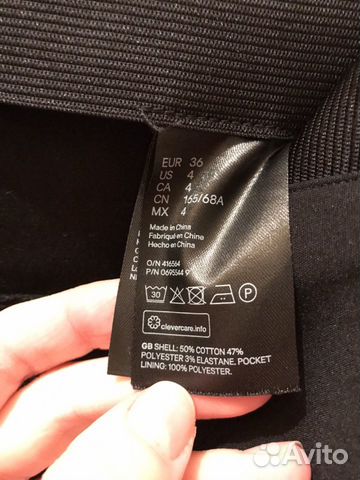 EUR 36
US 4
CA 4
CN 165/68A
MX 4
Made in China
Fabriqué en Chine
Hecho en China
O/N 416564
P/N 0695544 9
30 P
clevercare.info
GB SHELL: 50% COTTON 47%
POLYESTER 3% ELASTANE. POCKET
LINING: 100% POLYESTER.
Avito